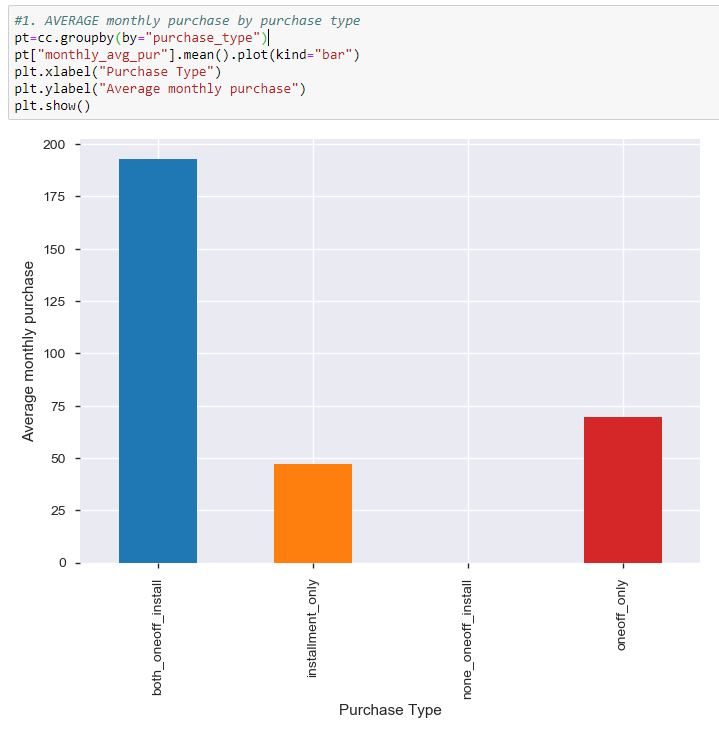 #1. AVERAGE monthly purchase by purchase type
pt=cc.groupby(by="purchase_type")
pt["monthly_avg_pur"].mean().plot(kind="bar")
plt.xlabel("Purchase Type")
plt.ylabel("Average monthly purchase")
plt.show()
200
175
150
125
100
75
50
25
0
Average monthly purchase
both_oneoff_install
installment_only
none_oneoff_install
oneoff_only
Purchase Type